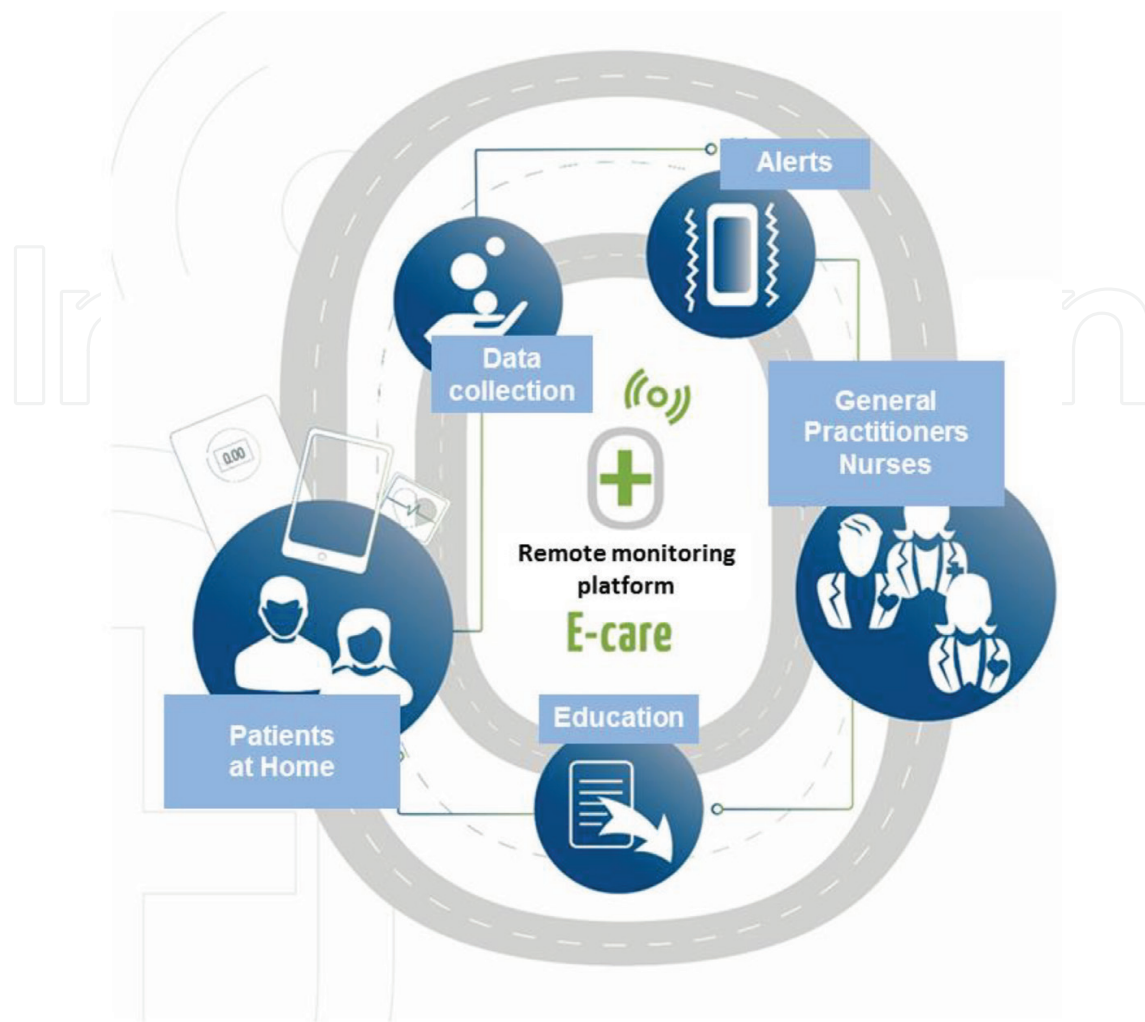 Alerts
Data
collection
General
Practitioners
Nurses
0.00
Remote monitoring
platform
E-care
Education
Patients
at Home